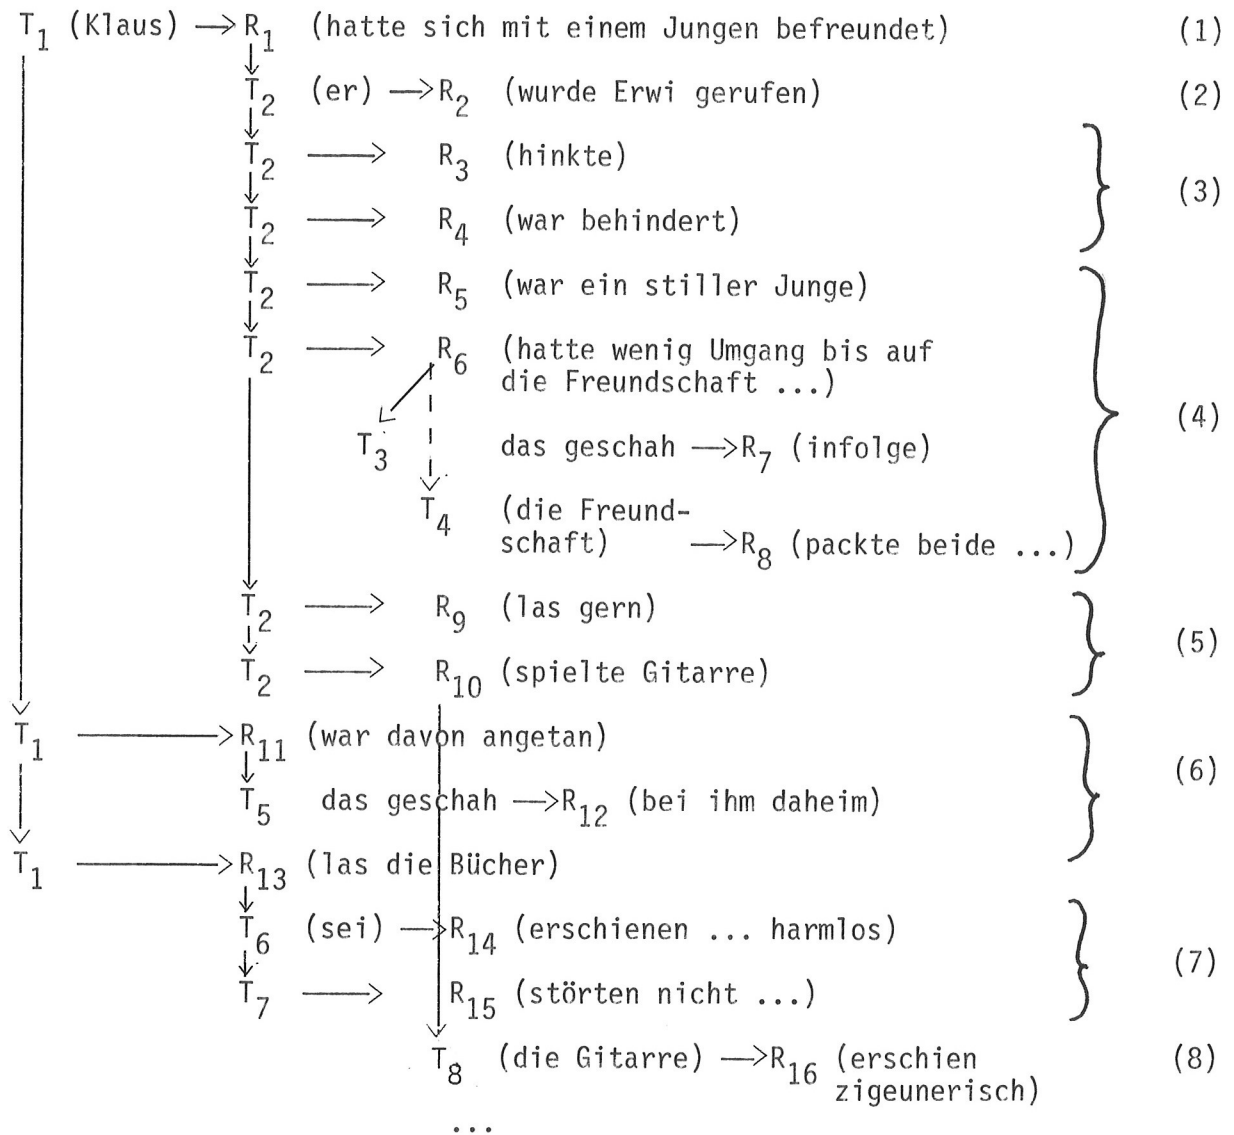 T1 (Klaus) → R1 (hatte sich mit einem Jungen befreundet) (1)
T2 (er) → R2 (wurde Erwi gerufen) (2)
T2 → R3 (hinkte)
(3)
T2 → R4 (war behindert)
T2 → R5 (war ein stiller Junge)
T2 → R6 (hatte wenig Umgang bis auf
die Freundschaft ...)
(4)
T3 das geschah → R7 (infolge)
T4 (die Freund-
schaft) → R8 (packte beide ...)
T2 → R9 (las gern)
(5)
T2 → R10 (spielte Gitarre)
T1 → R11 (war davon angetan)
(6)
T5 das geschah → R12 (bei ihm daheim)
T1 → R13 (las die Bücher)
T6 (sei) → R14 (erschienen ... harmlos)
(7)
T7 → R15 (störten nicht ...)
T8 (die Gitarre) → R16 (erschien (8)
zigeunerisch)
...